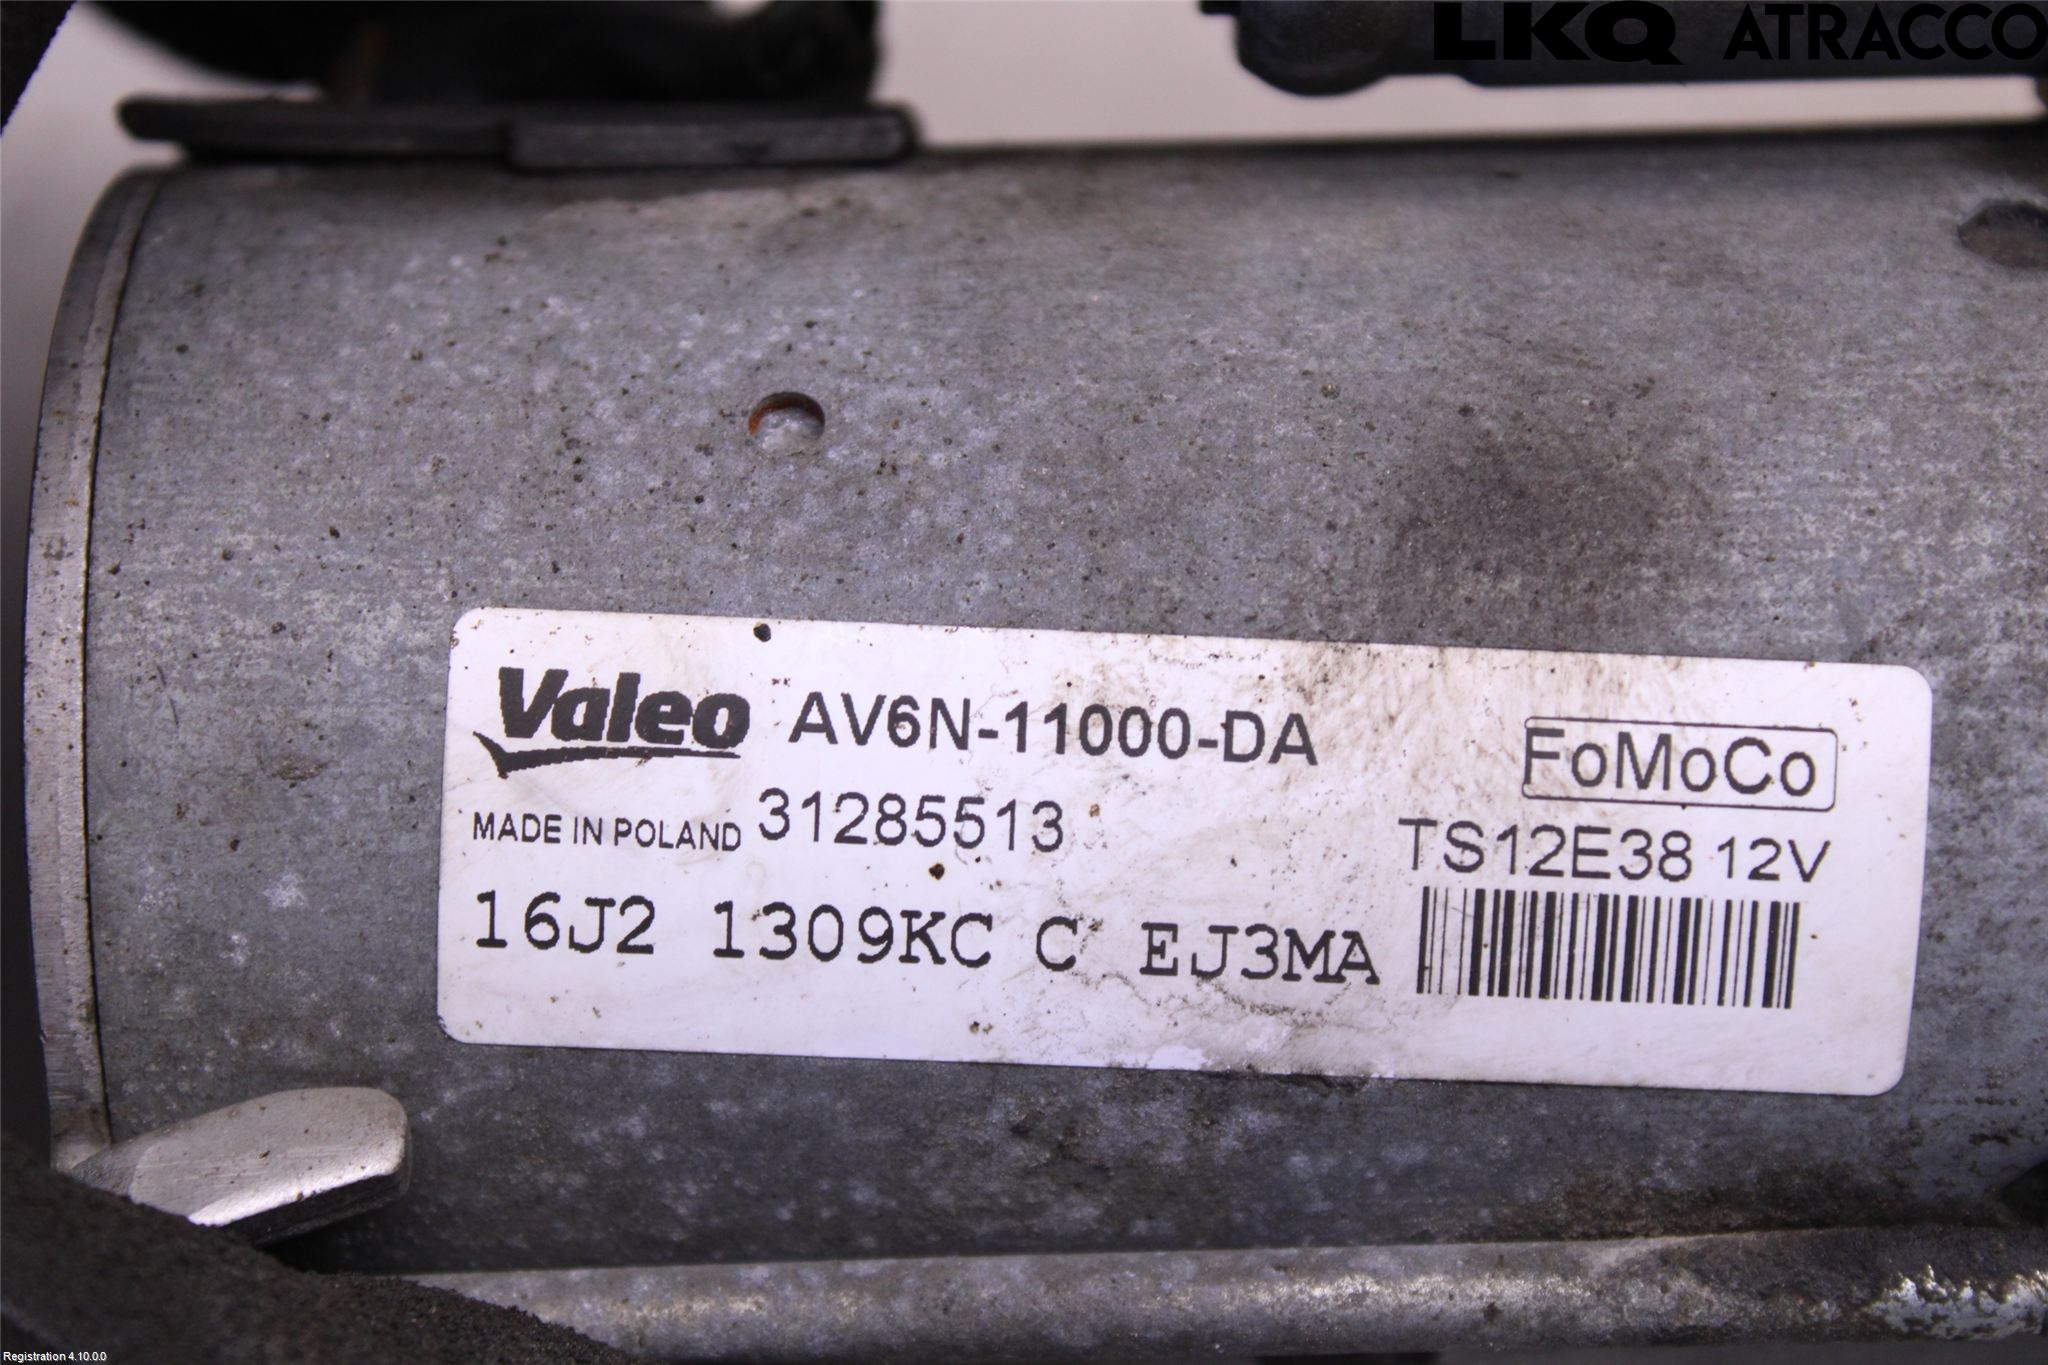 LKQ ATRACCO
Valeo AV6N-11000-DA FoMoCo
MADE IN POLAND 31285513 TS12E38 12V
16J2 1309KC C EJ3MA
Registration 4.10.0.0